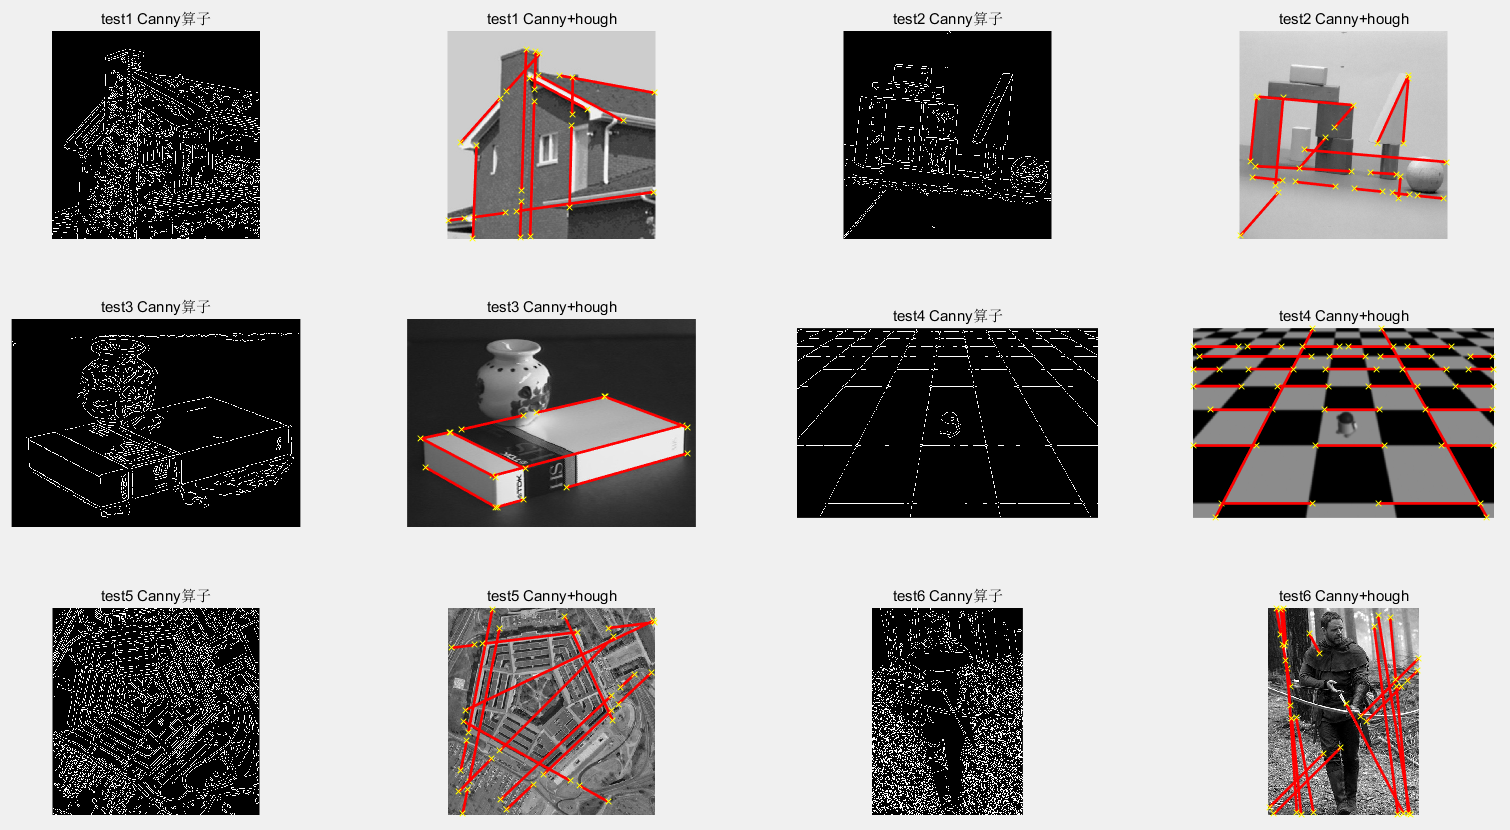 test1 Canny算子
test1 Canny+hough
test2 Canny算子
test2 Canny+hough
test3 Canny算子
test3 Canny+hough
test4 Canny算子
test4 Canny+hough
test5 Canny算子
test5 Canny+hough
test6 Canny算子
test6 Canny+hough